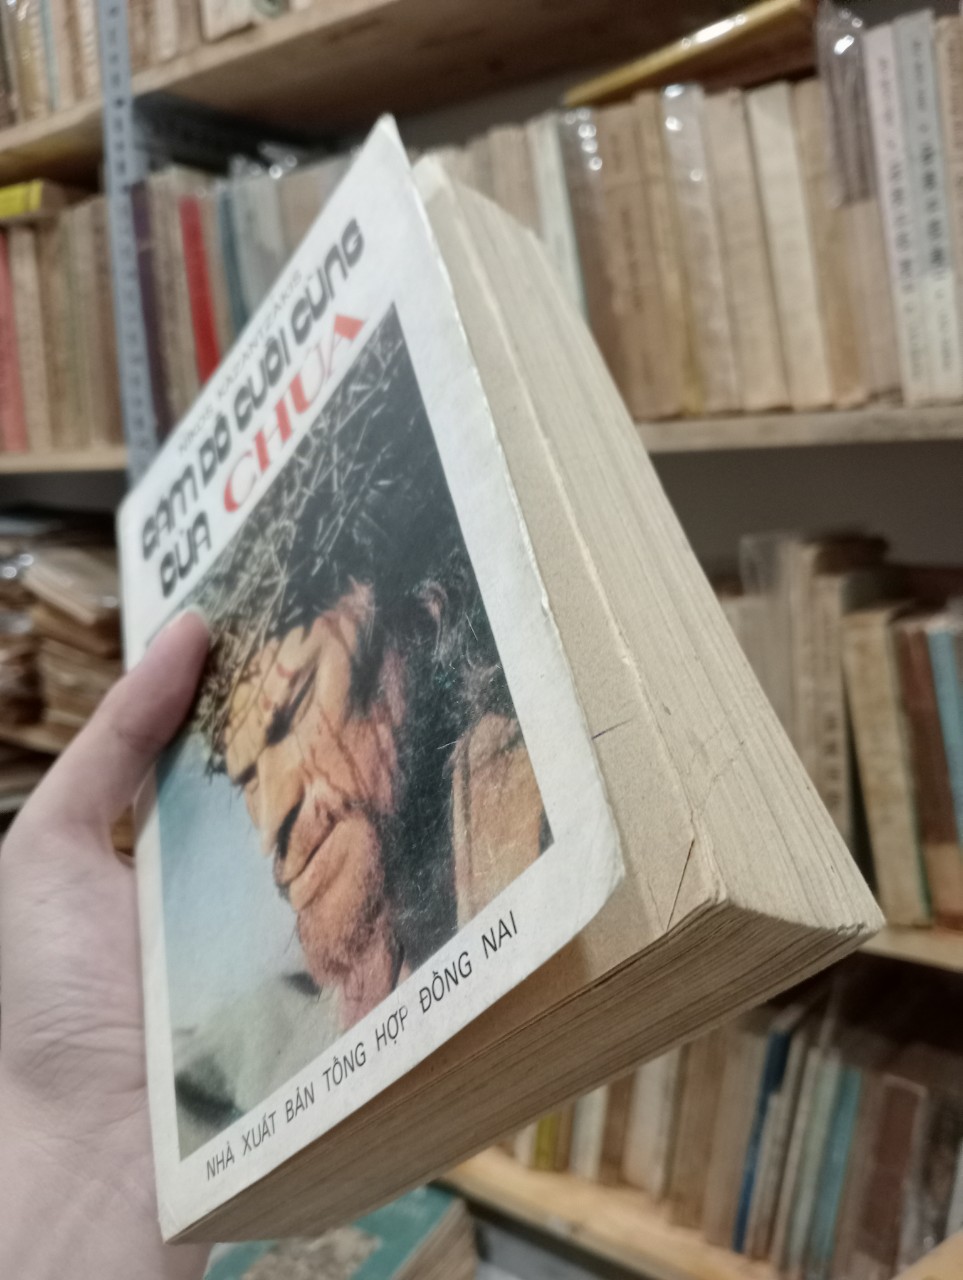 NIKOS KAZANTZAKIS
CÁM DỖ CUỐI CÙNG
CỦA CHÚA
NHÀ XUẤT BẢN TỔNG HỢP ĐỒNG NAI